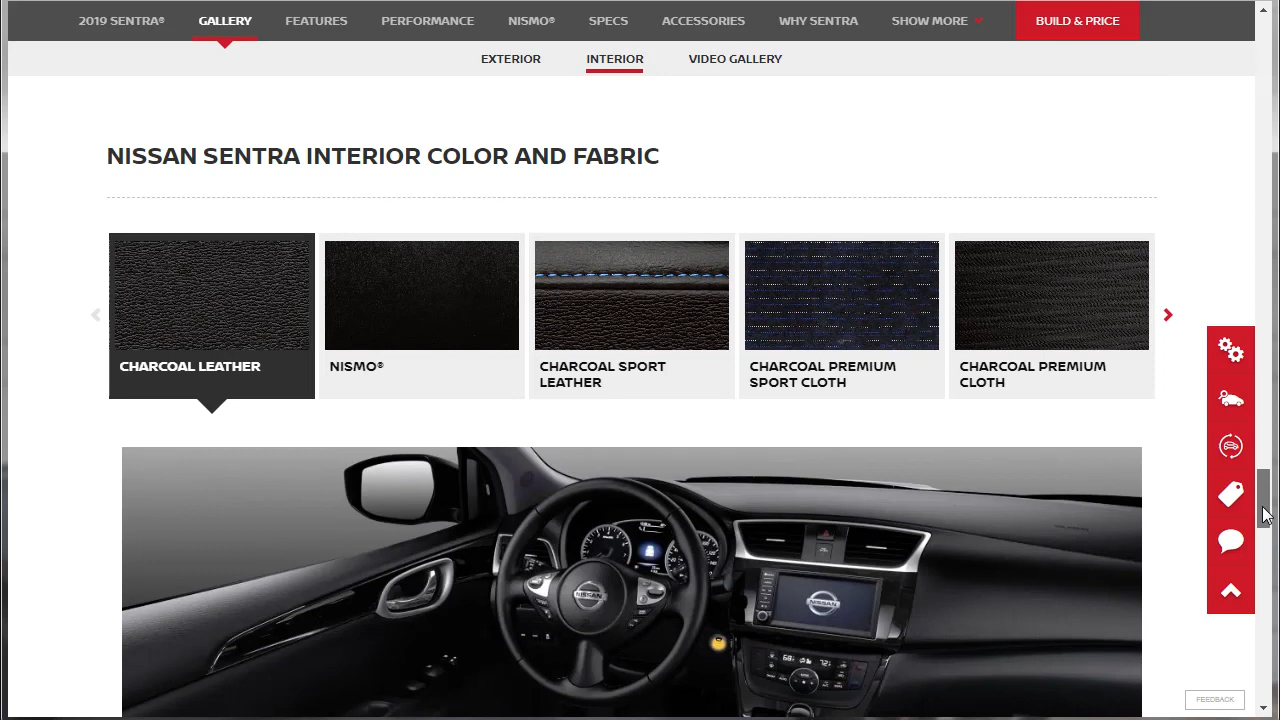 2019 SENTRA® GALLERY FEATURES PERFORMANCE NISMO® SPECS ACCESSORIES WHY SENTRA SHOW MORE BUILD & PRICE
EXTERIOR INTERIOR VIDEO GALLERY
NISSAN SENTRA INTERIOR COLOR AND FABRIC
CHARCOAL LEATHER
NISMO®
CHARCOAL SPORT
LEATHER
CHARCOAL PREMIUM
SPORT CLOTH
CHARCOAL PREMIUM
CLOTH
NISSAN
NISSAN
68°
72°
FEEDBACK